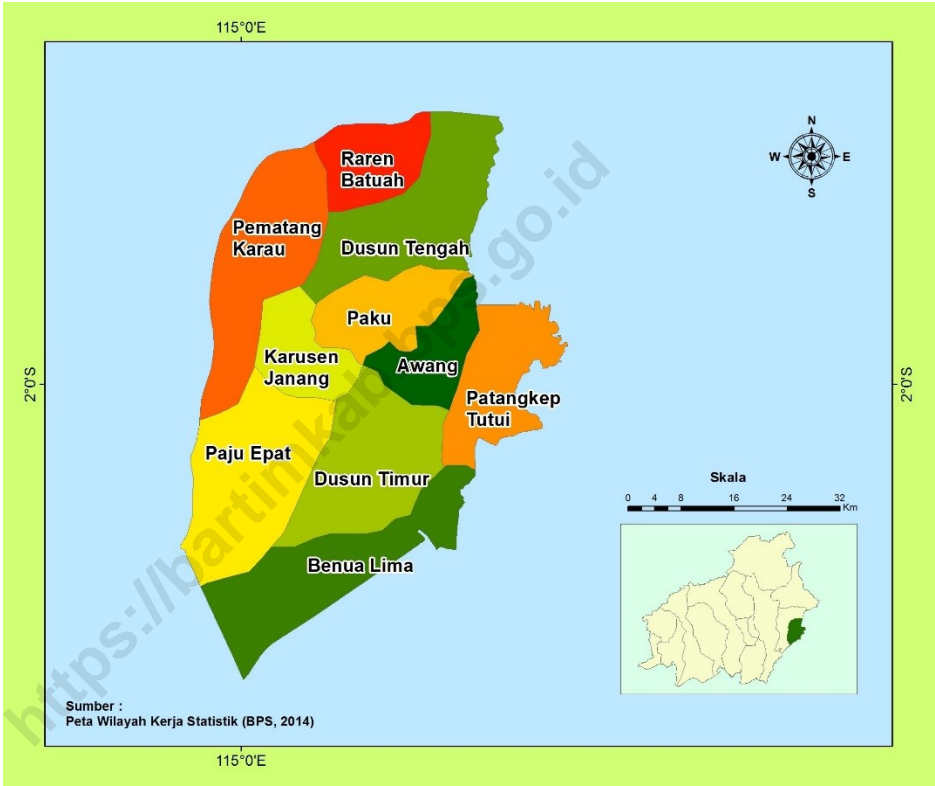 115°0'E
N
W
E
S
Raren
Batuah
Pematang
Karau
Dusun Tengah
Paku
Karusen
Janang
Awang
Patangkep
Tutui
2°0'S
2°0'S
Paju Epat
Dusun Timur
Benua Lima
Skala
0 4 8 16 24 32
Km
Sumber :
Peta Wilayah Kerja Statistik (BPS, 2014)
115°0'E
https://bartimkab.bps.go.id